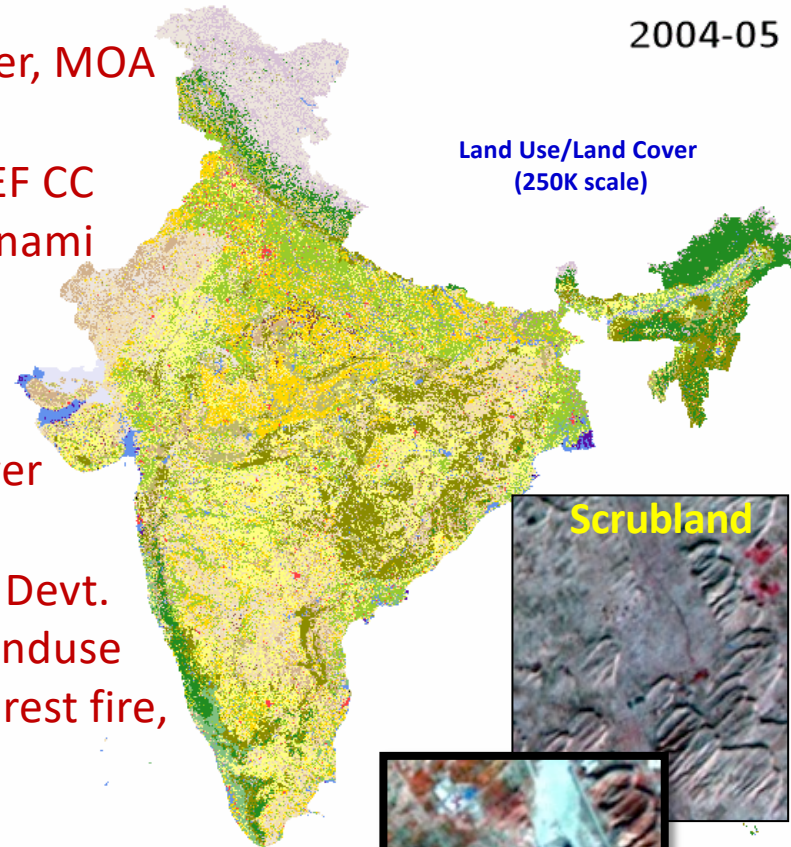 2004-05
er, MOA
Land Use/Land Cover
(250K scale)
EF CC
nami
er
Scrubland
Devt.
nduse
rest fire,